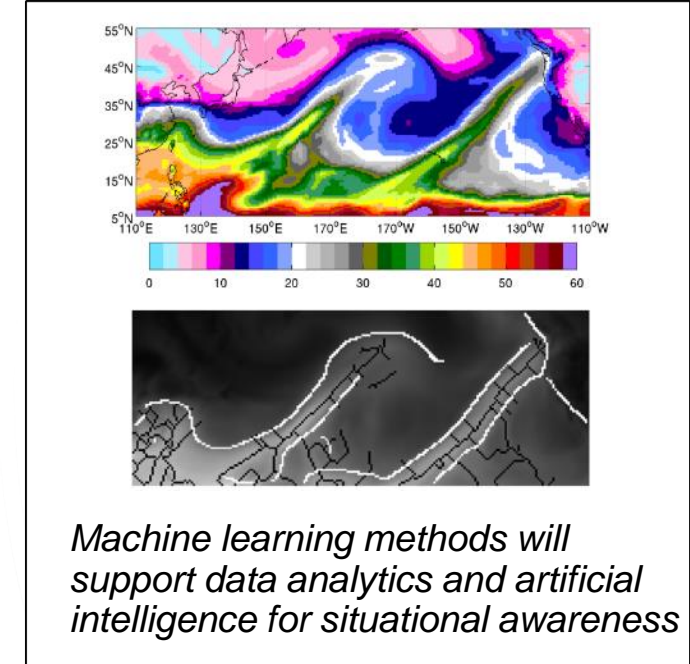 55°N
45°N
35°N
25°N
15°N
5°N
110°E 130°E 150°E 170°E 170°W 150°W 130°W 110°W
0 10 20 30 40 50 60
Machine learning methods will
support data analytics and artificial
intelligence for situational awareness